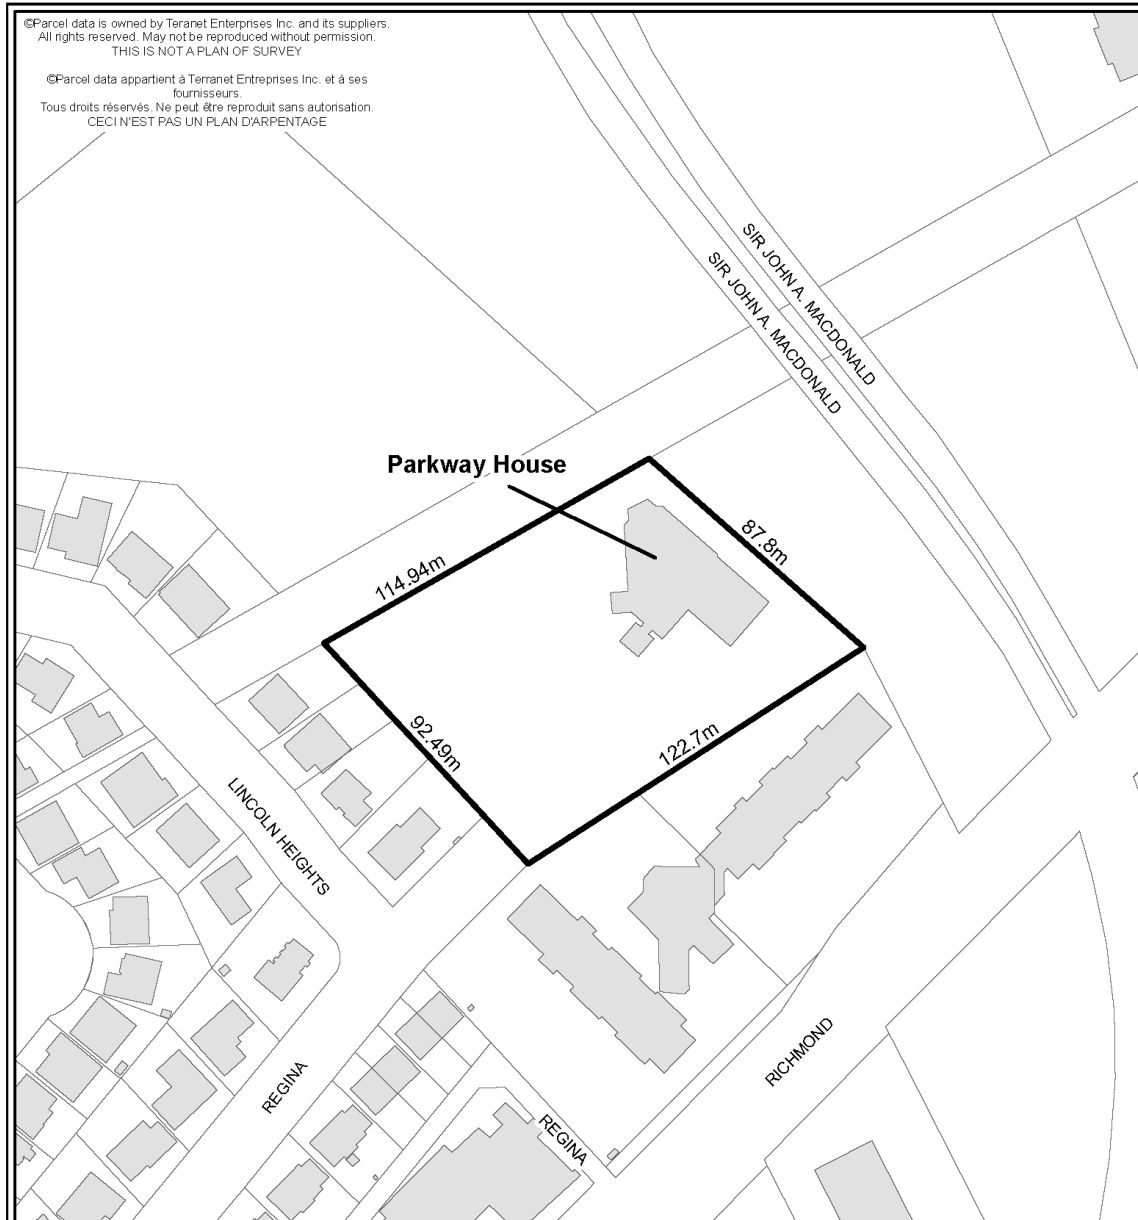 ©Parcel data is owned by Teranet Enterprises Inc. and its suppliers.
All rights reserved. May not be reproduced without permission.
THIS IS NOT A PLAN OF SURVEY
©Parcel data appartient à Terranet Entreprises Inc. et à ses
fournisseurs.
Tous droits réservés. Ne peut être reproduit sans autorisation.
CECI N'EST PAS UN PLAN D'ARPENTAGE
SIR JOHN A. MACDONALD
SIR JOHN A. MACDONALD
Parkway House
87.8m
114.94m
92.49m
122.7m
LINCOLN HEIGHTS
RICHMOND
REGINA
REGINA